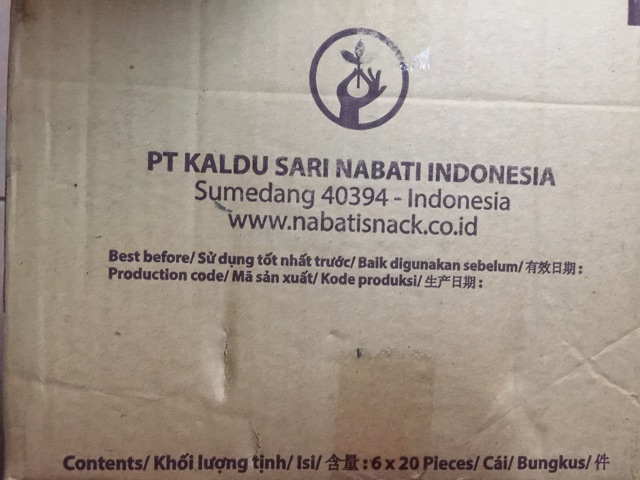 PT KALDU SARI NABATI INDONESIA
Sumedang 40394 - Indonesia
www.nabatisnack.co.id
Best before/ Sử dụng tốt nhất trước/ Baik digunakan sebelum/ 有效日期 :
Production code/ Mã sản xuất/ Kode produksi/ 生产日期 :
Contents/ Khối lượng tịnh/ Isi/ 含量 : 6 x 20 Pieces/ Cái/ Bungkus/ 件